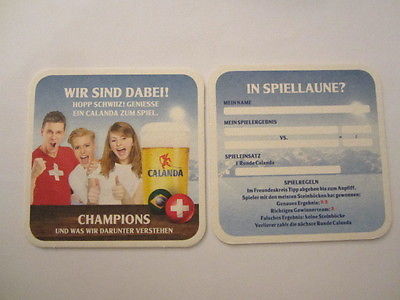 WIR SIND DABEI!
HOPP SCHWIIZ! GENIESSE
EIN CALANDA ZUM SPIEL.
CALANDA
CHAMPIONS
UND WAS WIR DARUNTER VERSTEHEN
IN SPIELLAUNE?
MEIN NAME
MEIN SPIELERGEBNIS
VS. /
SPIELEINSATZ
1 Runde Calanda
SPIELREGELN
Im Freundeskreis Tipp abgeben bis zum Anpfiff.
Spieler mit den meisten Steinböcken hat gewonnen:
Genaues Ergebnis:
Richtiges Gewinnerteam:
Falsches Ergebnis: keine Steinböcke
Verlierer zahlt die nächste Runde Calanda